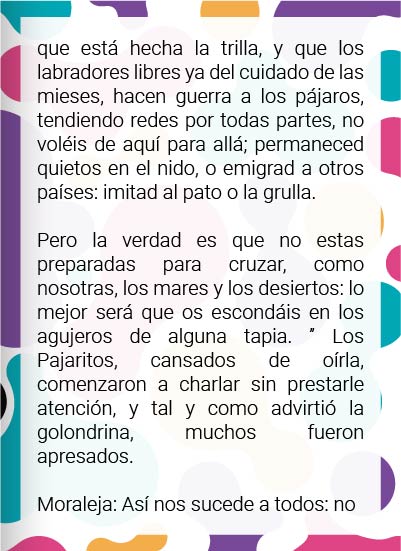 que está hecha la trilla, y que los
labradores libres ya del cuidado de las
mieses, hacen guerra a los pájaros,
tendiendo redes por todas partes, no
voléis de aquí para allá; permaneced
quietos en el nido, o emigrad a otros
países: imitad al pato o la grulla.

Pero la verdad es que no estas
preparadas para cruzar, como
nosotras, los mares y los desiertos: lo
mejor será que os escondáis en los
agujeros de alguna tapia. ” Los
Pajaritos, cansados de oírla,
comenzaron a charlar sin prestarle
atención, y tal y como advirtió la
golondrina, muchos fueron
apresados.

Moraleja: Así nos sucede a todos: no